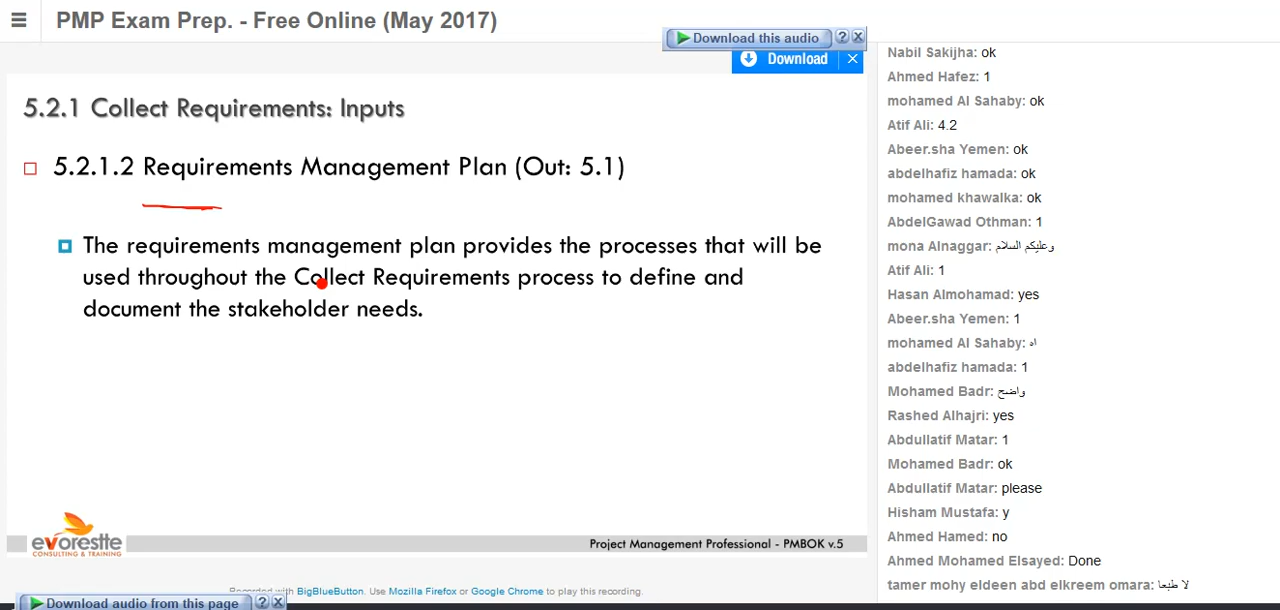 PMP Exam Prep. - Free Online (May 2017)
Download this audio
Download
5.2.1 Collect Requirements: Inputs
5.2.1.2 Requirements Management Plan (Out: 5.1)
The requirements management plan provides the processes that will be
used throughout the Collect Requirements process to define and
document the stakeholder needs.
evorestte
CONSULTING & TRAINING
Project Management Professional - PMBOK v.5
Recorded with BigBlueButton. Use Mozilla Firefox or Google Chrome to play this recording.
Download audio from this page
Nabil Sakijha: ok
Ahmed Hafez: 1
mohamed Al Sahaby: ok
Atif Ali: 4.2
Abeer.sha Yemen: ok
abdelhafiz hamada: ok
mohamed khawalka: ok
AbdelGawad Othman: 1
mona Alnaggar: وعليكم السلام
Atif Ali: 1
Hasan Almohamad: yes
Abeer.sha Yemen: 1
mohamed Al Sahaby: اه
abdelhafiz hamada: 1
Mohamed Badr: واضح
Rashed Alhajri: yes
Abdullatif Matar: 1
Mohamed Badr: ok
Abdullatif Matar: please
Hisham Mustafa: y
Ahmed Hamed: no
Ahmed Mohamed Elsayed: Done
tamer mohy eldeen abd elkreem omara: لا طبعا